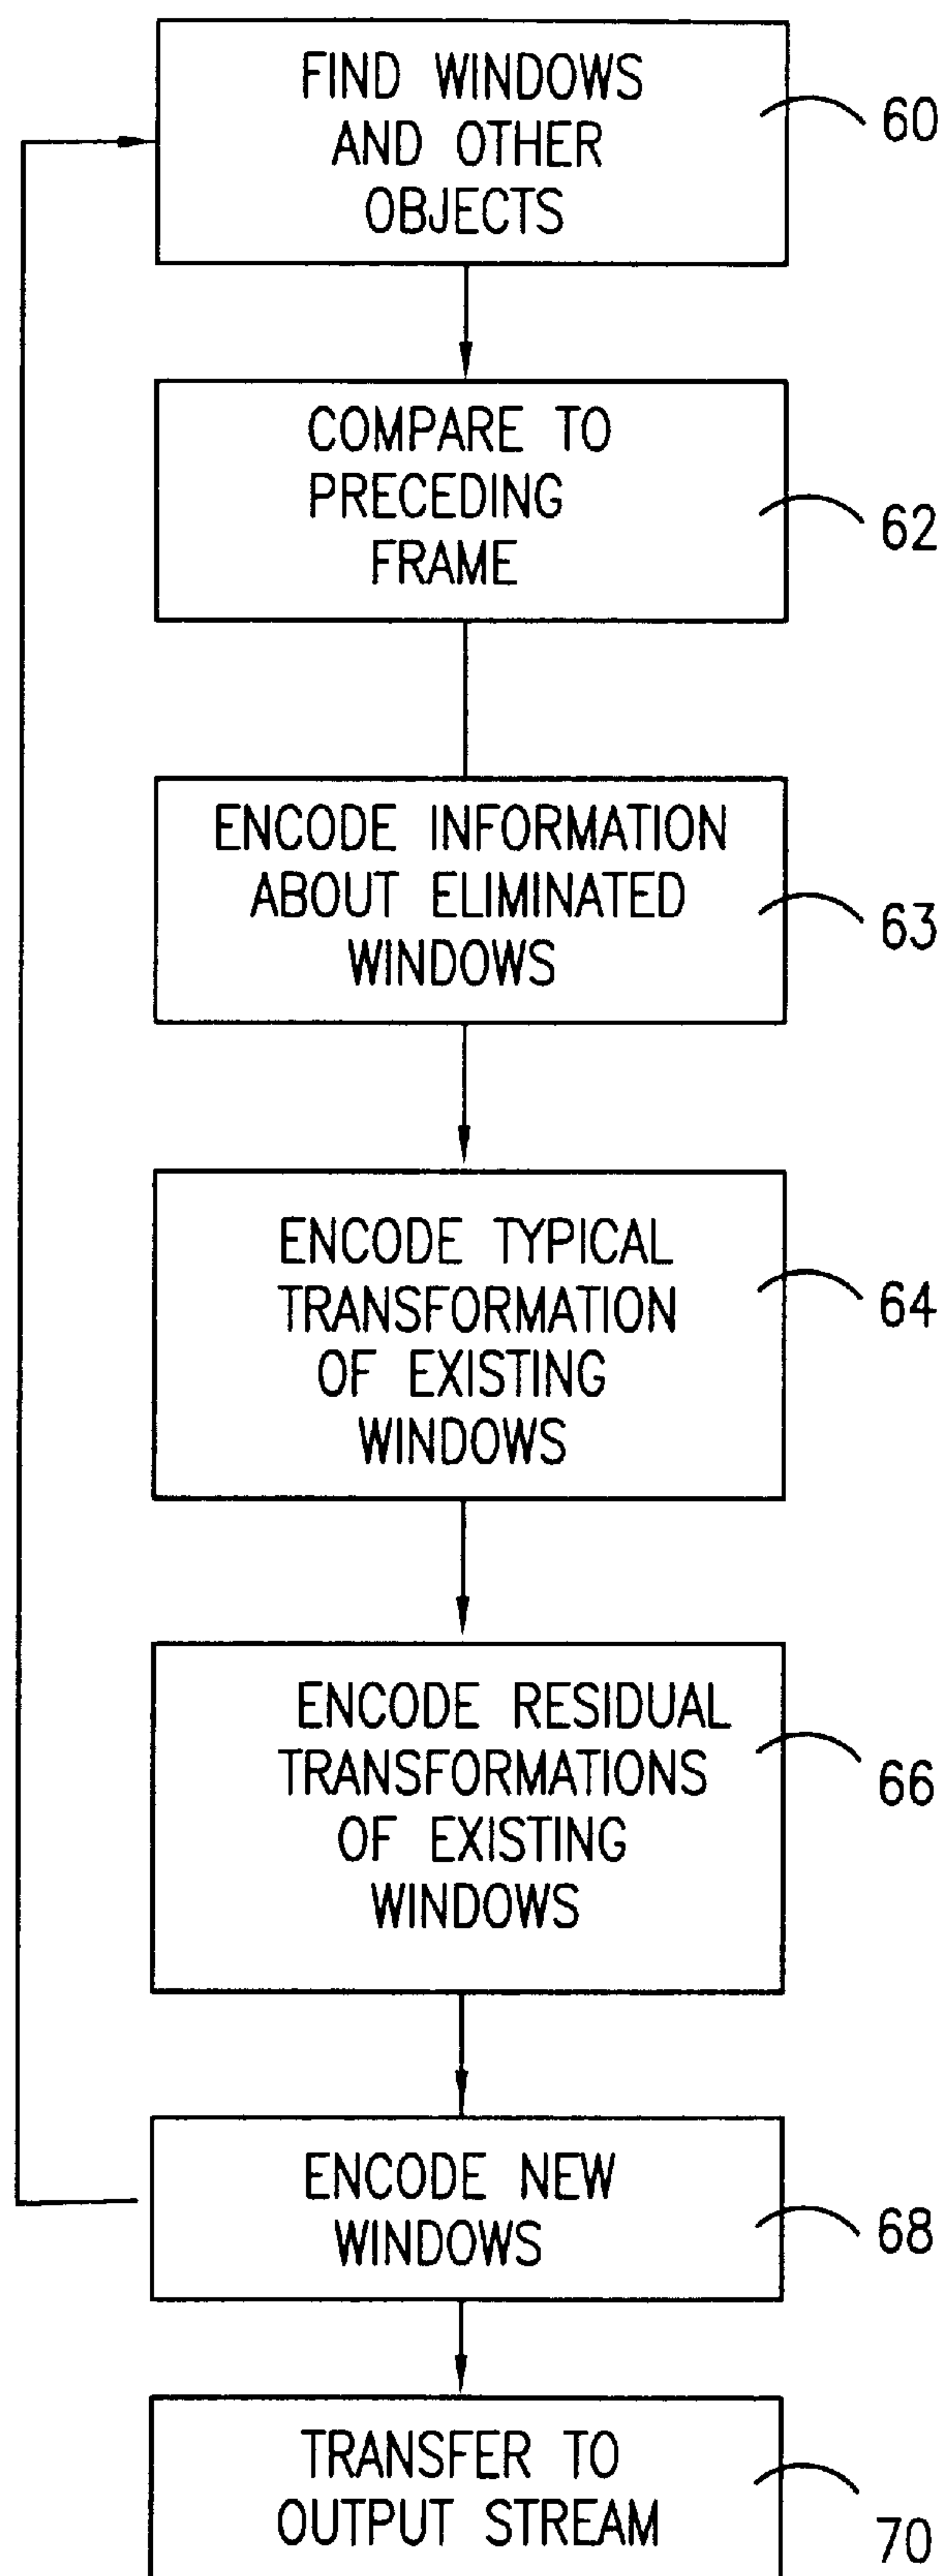 FIND WINDOWS
AND OTHER
OBJECTS
60
COMPARE TO
PRECEDING
FRAME
62
ENCODE INFORMATION
ABOUT ELIMINATED
WINDOWS
63
ENCODE TYPICAL
TRANSFORMATION
OF EXISTING
WINDOWS
64
ENCODE RESIDUAL
TRANSFORMATIONS
OF EXISTING
WINDOWS
66
ENCODE NEW
WINDOWS
68
TRANSFER TO
OUTPUT STREAM
70